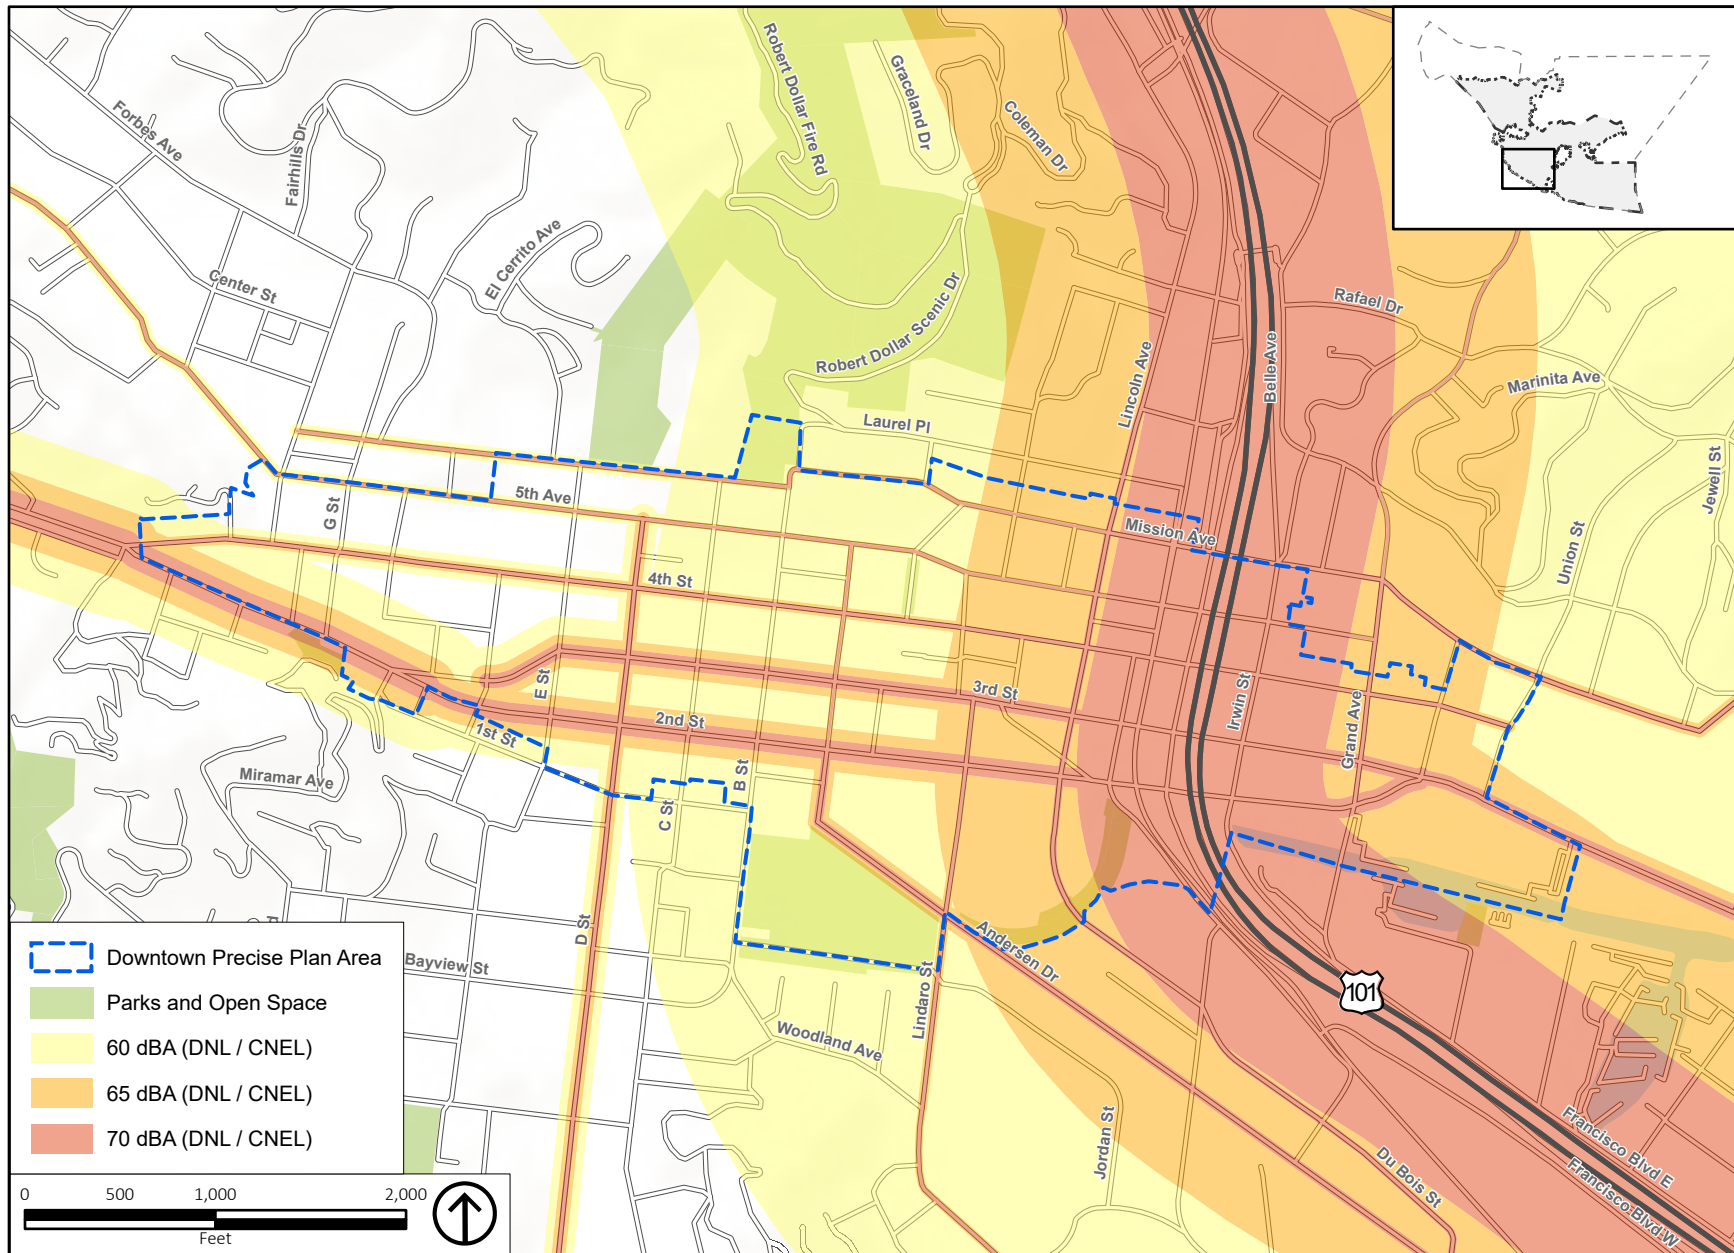 Robert Dollar Fire Rd
Graceland Dr
Coleman Dr
Forbes Ave
Fairhills Dr
El Cerrito Ave
Center St
Robert Dollar Scenic Dr
Rafael Dr
Belle Ave
Lincoln Ave
Marinita Ave
Laurel Pl
Jewell St
5th Ave
G St
Mission Ave
Union St
4th St
E St
3rd St
2nd St
Irwin St
Grand Ave
1st St
B St
C St
Miramar Ave
D St
Andersen Dr
Bayview St
Lindaro St
Woodland Ave
101
Jordan St
Du Bois St
Francisco Blvd E
Francisco Blvd W
Downtown Precise Plan Area
Parks and Open Space
60 dBA (DNL / CNEL)
65 dBA (DNL / CNEL)
70 dBA (DNL / CNEL)
0 500 1,000 2,000
Feet